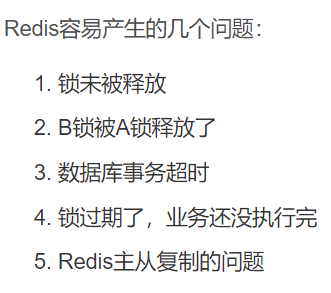 Redis容易产生的几个问题：
1. 锁未被释放
2. B锁被A锁释放了
3. 数据库事务超时
4. 锁过期了，业务还没执行完
5. Redis主从复制的问题